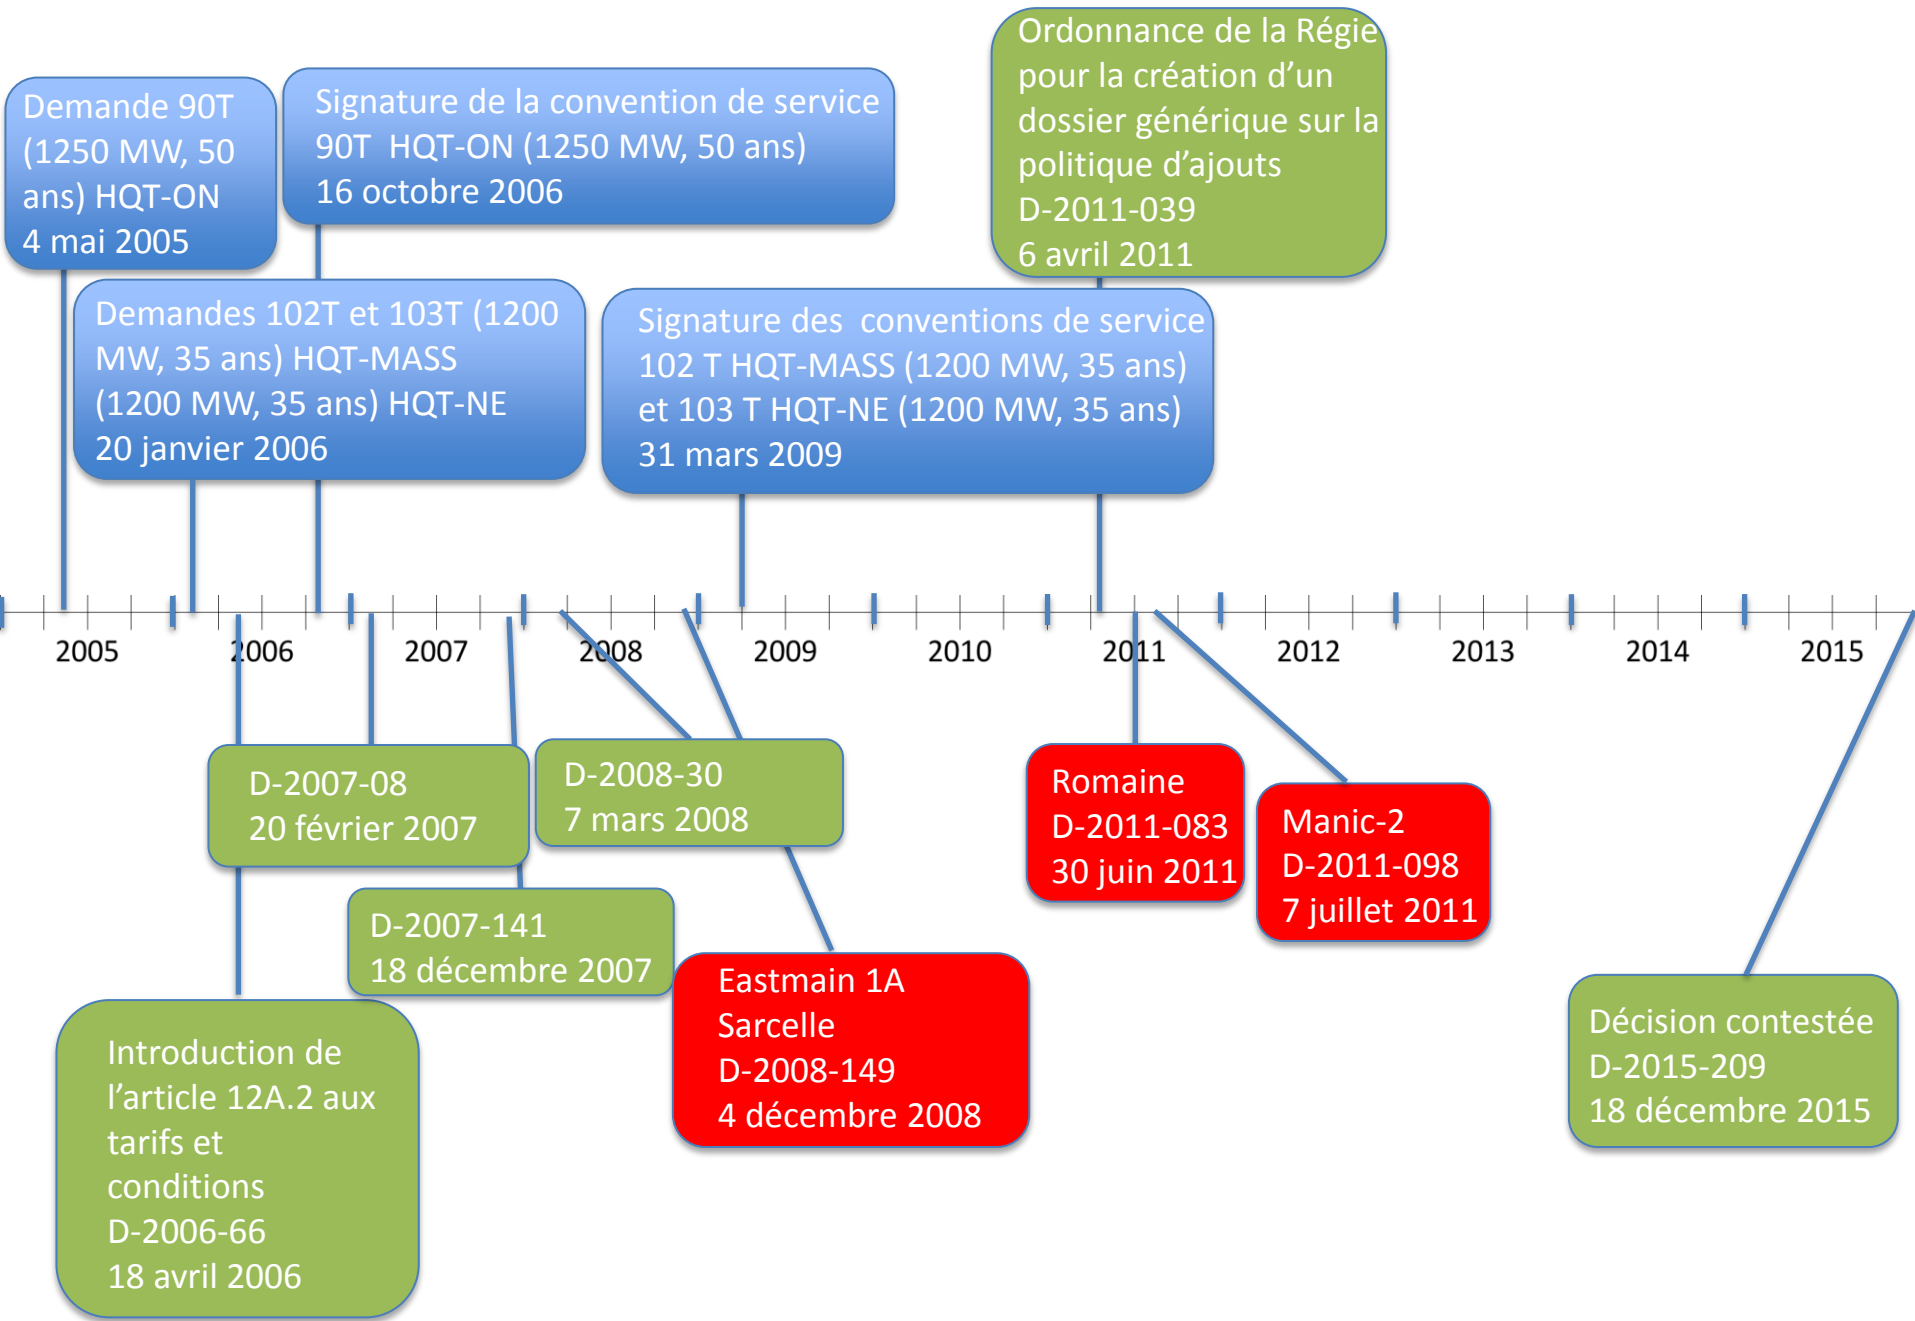 Demande 90T
(1250 MW, 50
ans) HQT-ON
4 mai 2005
Signature de la convention de service
90T HQT-ON (1250 MW, 50 ans)
16 octobre 2006
Ordonnance de la Régie
pour la création d’un
dossier générique sur la
politique d’ajouts
D-2011-039
6 avril 2011
Demandes 102T et 103T (1200
MW, 35 ans) HQT-MASS
(1200 MW, 35 ans) HQT-NE
20 janvier 2006
Signature des conventions de service
102 T HQT-MASS (1200 MW, 35 ans)
et 103 T HQT-NE (1200 MW, 35 ans)
31 mars 2009
2005 2006 2007 2008 2009 2010 2011 2012 2013 2014 2015
D-2007-08
20 février 2007
D-2008-30
7 mars 2008
Romaine
D-2011-083
30 juin 2011
Manic-2
D-2011-098
7 juillet 2011
D-2007-141
18 décembre 2007
Eastmain 1A
Sarcelle
D-2008-149
4 décembre 2008
Décision contestée
D-2015-209
18 décembre 2015
Introduction de
l’article 12A.2 aux
tarifs et
conditions
D-2006-66
18 avril 2006